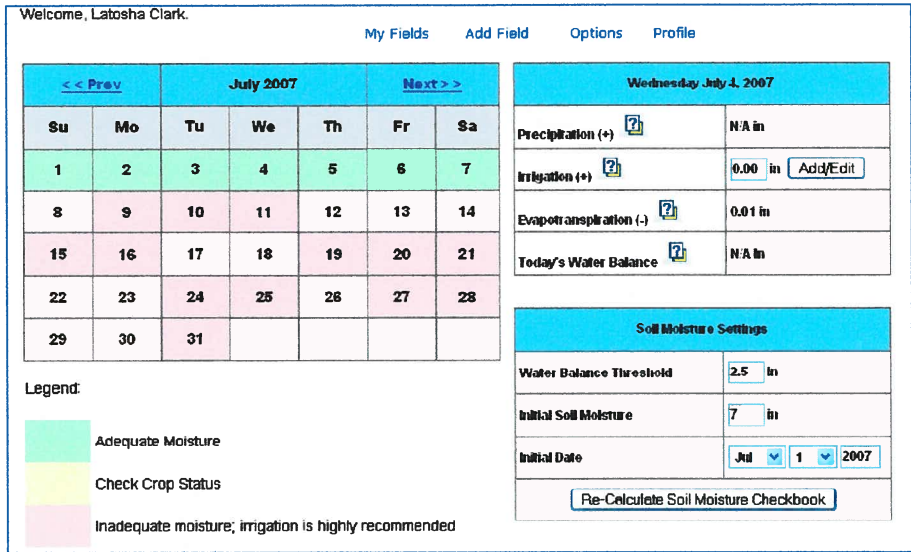 Welcome, Latosha Clark.
My Fields Add Field Options Profile
<< Prev July 2007 Next >>
Su Mo Tu We Th Fr Sa
1 2 3 4 5 6 7
8 9 10 11 12 13 14
15 16 17 18 19 20 21
22 23 24 25 26 27 28
29 30 31
Legend:
Adequate Moisture
Check Crop Status
Inadequate moisture; irrigation is highly recommended
Wednesday July 4, 2007
Precipitation (+) ? N/A in
Irrigation (+) ? 0.00 in Add/Edit
Evapotranspiration (-) ? 0.01 in
Today's Water Balance ? N/A in
Soil Moisture Settings
Water Balance Threshold 2.5 in
Initial Soil Moisture 7 in
Initial Date Jul 1 2007
Re-Calculate Soil Moisture Checkbook